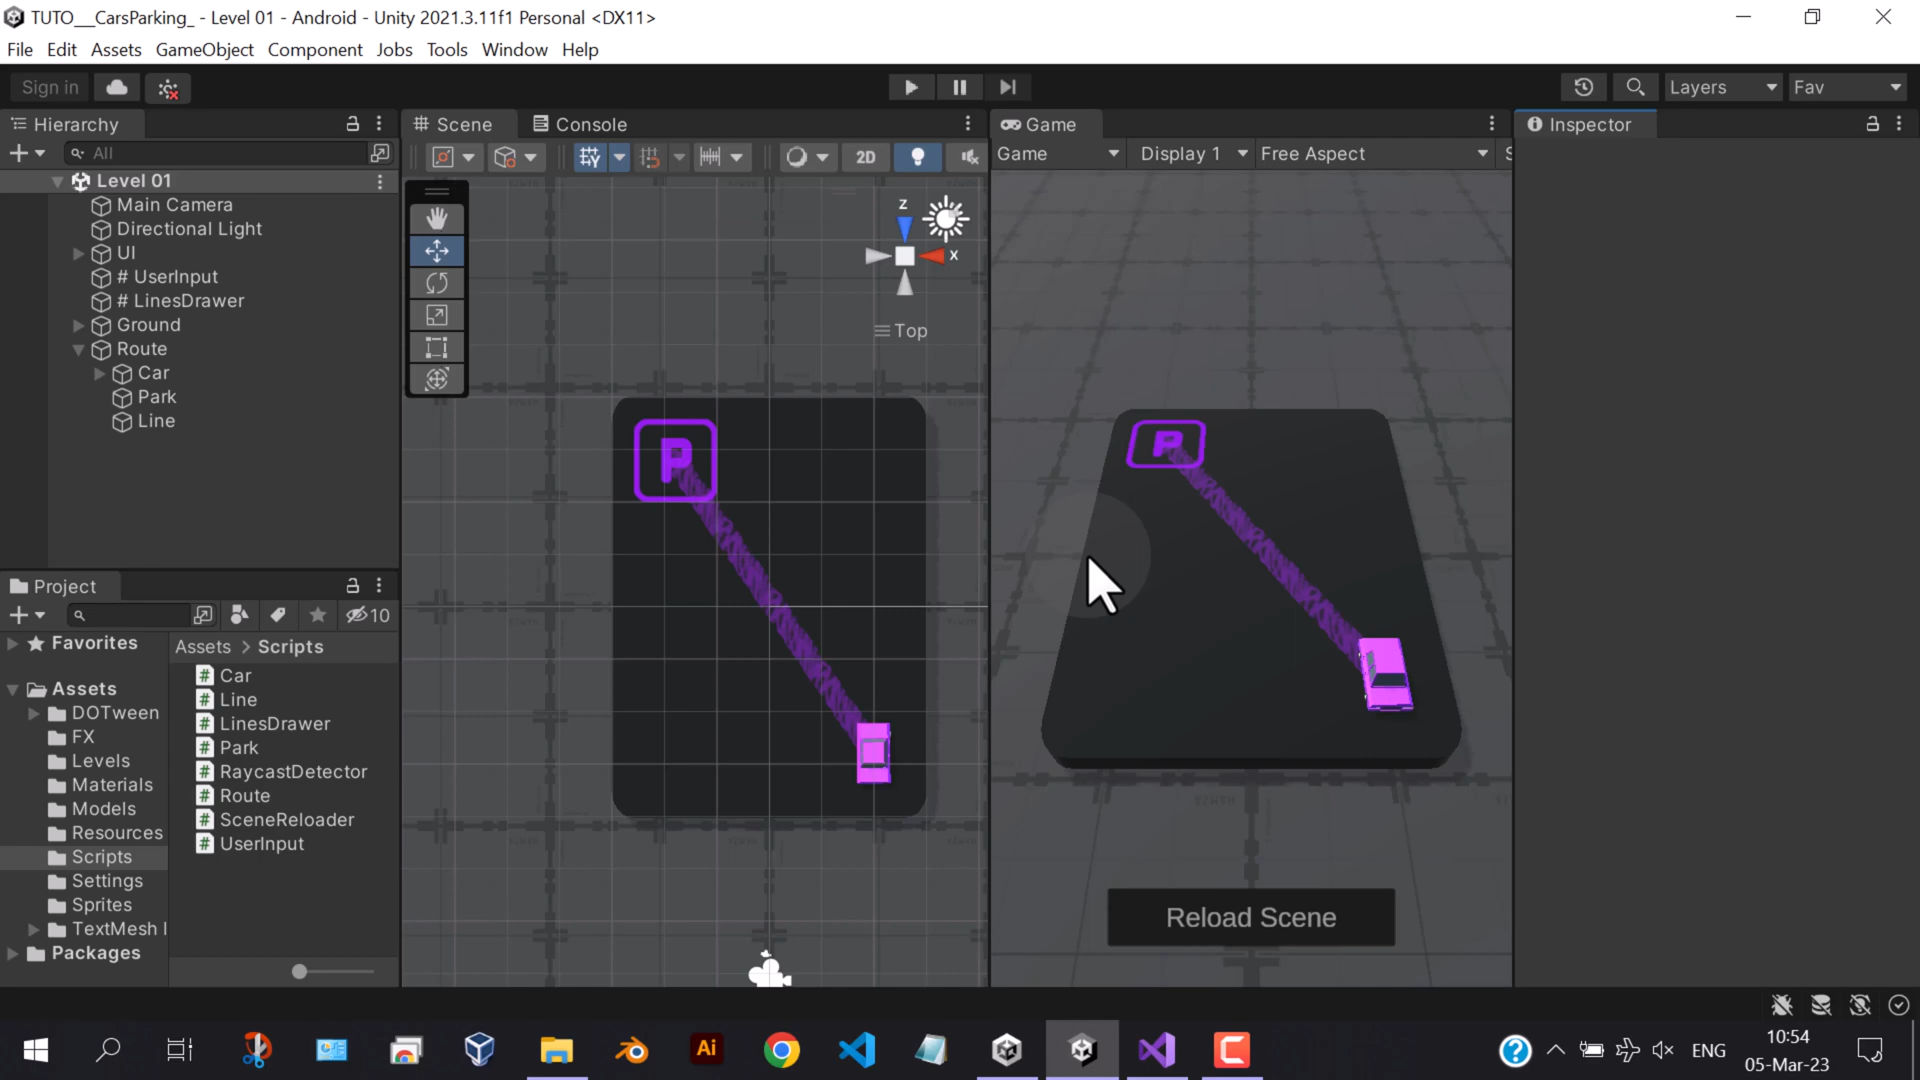 TUTO__CarsParking_ - Level 01 - Android - Unity 2021.3.11f1 Personal <DX11>
File Edit Assets GameObject Component Jobs Tools Window Help
Sign in
Layers
Fav
Hierarchy
All
Level 01
Main Camera
Directional Light
UI
# UserInput
# LinesDrawer
Ground
Route
Car
Park
Line
Project
10
Favorites
Assets
DOTween
FX
Levels
Materials
Models
Resources
Scripts
Settings
Sprites
TextMesh
Packages
Assets > Scripts
Car
Line
LinesDrawer
Park
RaycastDetector
Route
SceneReloader
UserInput
Scene
Console
2D
z
x
Top
P
Game
Game
Display 1
Free Aspect
S
P
Reload Scene
Inspector
Ai
ENG
10:54
05-Mar-23